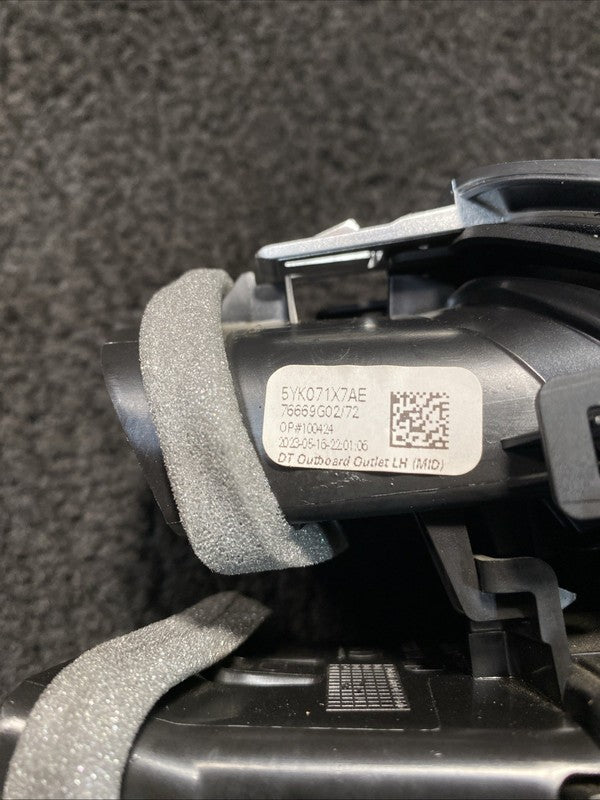 5YK071X7AE
76669G02/72
OP#100424
2023-08-16-22:01:06
DT Outboard Outlet LH (MID)